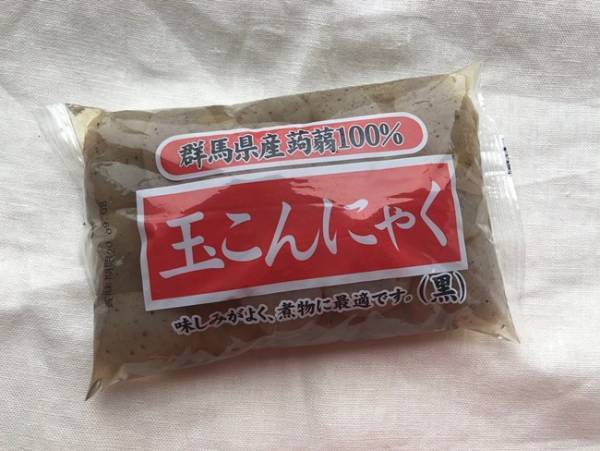 群馬県産蒟蒻100%
玉こんにゃく
味しみがよく、煮物に最適です。
(黒)